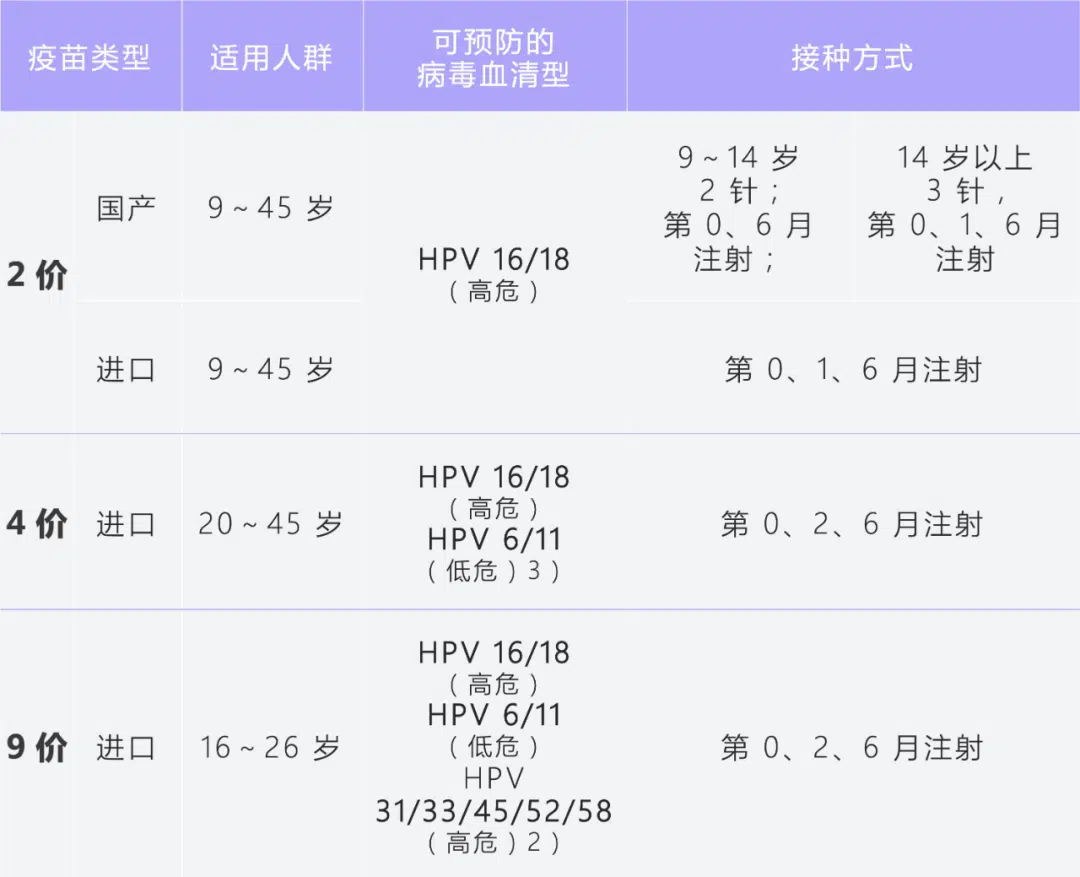 疫苗类型
适用人群
可预防的
病毒血清型
接种方式
2 价
国产
9 ~ 45 岁
HPV 16/18
（高危）
9 ~ 14 岁
2 针；
第 0、6 月
注射；
14 岁以上
3 针，
第 0、1、6 月
注射
进口
9 ~ 45 岁
第 0、1、6 月注射
4 价
进口
20 ~ 45 岁
HPV 16/18
（高危）
HPV 6/11
（低危）3）
第 0、2、6 月注射
9 价
进口
16 ~ 26 岁
HPV 16/18
（高危）
HPV 6/11
（低危）
HPV
31/33/45/52/58
（高危）2）
第 0、2、6 月注射